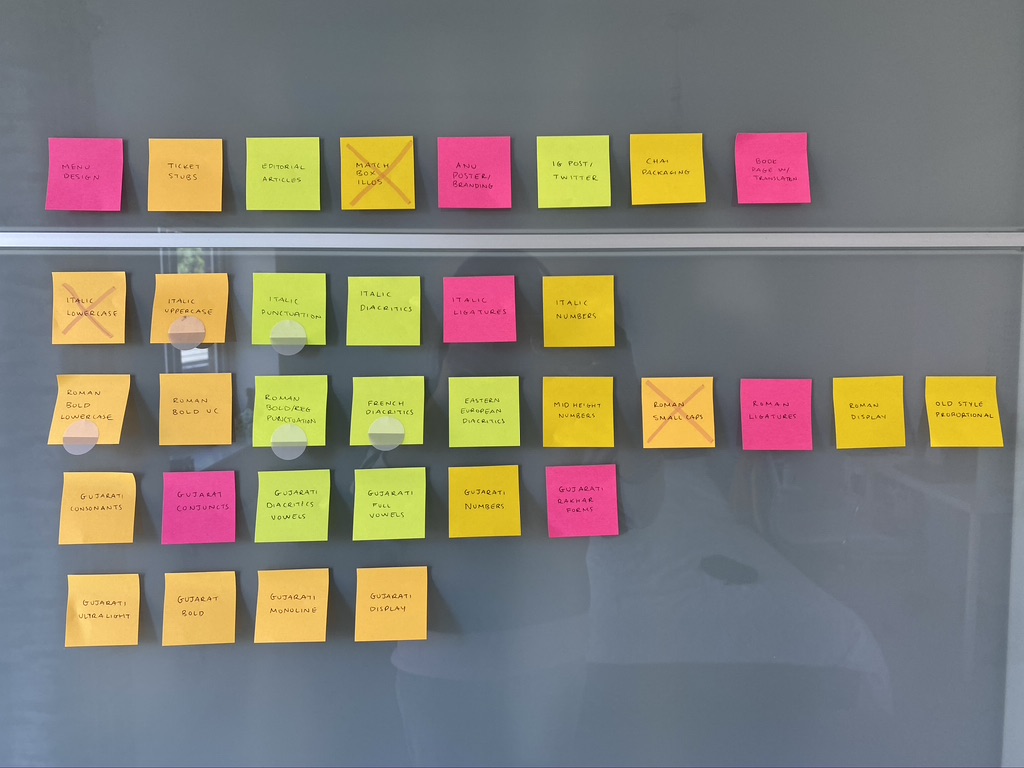 MENU
DESIGN
TICKET
STUBS
EDITORIAL
ARTICLES
MATCH
BOX
ILLUS
ANU
POSTER/
BRANDING
IG POST/
TWITTER
CHAI
PACKAGING
BOOK
PAGE W/
TRANSLATION
ITALIC
LOWERCASE
ITALIC
UPPERCASE
ITALIC
PUNCTUATION
ITALIC
DIACRITICS
ITALIC
LIGATURES
ITALIC
NUMBERS
ROMAN
BOLD
LOWERCASE
ROMAN
BOLD UC
ROMAN
BOLD/REG
PUNCTUATION
FRENCH
DIACRITICS
EASTERN
EUROPEAN
DIACRITICS
MID HEIGHT
NUMBERS
ROMAN
SMALL CAPS
ROMAN
LIGATURES
ROMAN
DISPLAY
OLD STYLE
PROPORTIONAL
GUJARATI
CONSONANTS
GUJARATI
CONJUNCTS
GUJARATI
DIACRITICS
VOWELS
GUJARATI
FULL
VOWELS
GUJARATI
NUMBERS
GUJARATI
RAKHAR
FORMS
GUJARATI
ULTRALIGHT
GUJARATI
BOLD
GUJARATI
MONOLINE
GUJARATI
DISPLAY